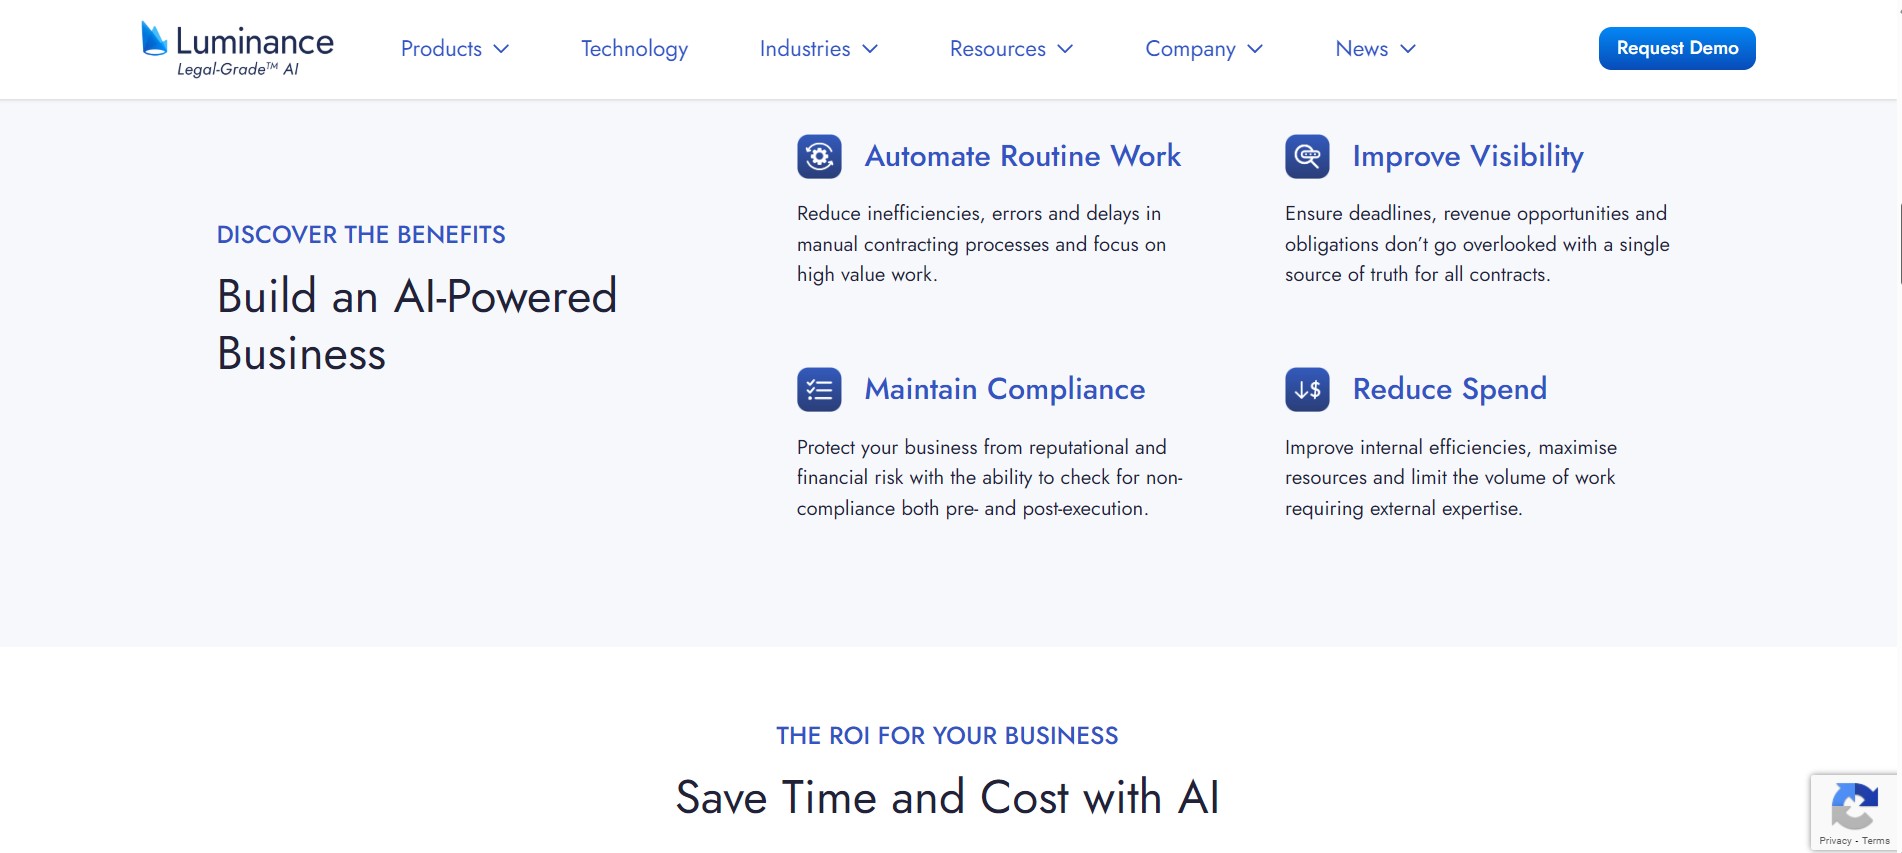 Luminance
Legal-Grade™ AI
Products
Technology
Industries
Resources
Company
News
Request Demo
DISCOVER THE BENEFITS
Build an AI-Powered
Business
Automate Routine Work
Reduce inefficiencies, errors and delays in
manual contracting processes and focus on
high value work.
Improve Visibility
Ensure deadlines, revenue opportunities and
obligations don’t go overlooked with a single
source of truth for all contracts.
Maintain Compliance
Protect your business from reputational and
financial risk with the ability to check for non-
compliance both pre- and post-execution.
Reduce Spend
Improve internal efficiencies, maximise
resources and limit the volume of work
requiring external expertise.
THE ROI FOR YOUR BUSINESS
Save Time and Cost with AI
Privacy - Terms